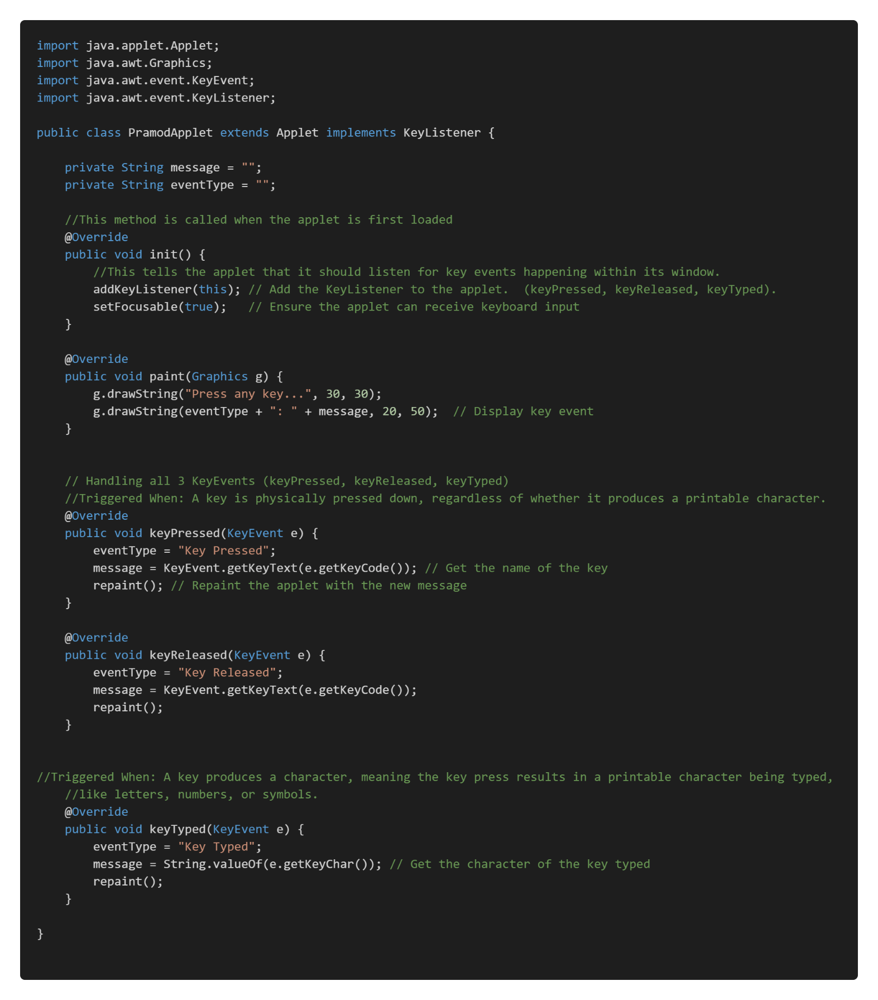 import java.applet.Applet;
import java.awt.Graphics;
import java.awt.event.KeyEvent;
import java.awt.event.KeyListener;

public class PramodApplet extends Applet implements KeyListener {

    private String message = "";
    private String eventType = "";

    //This method is called when the applet is first loaded
    @Override
    public void init() {
        //This tells the applet that it should listen for key events happening within its window.
        addKeyListener(this); // Add the KeyListener to the applet.  (keyPressed, keyReleased, keyTyped).
        setFocusable(true);   // Ensure the applet can receive keyboard input
    }

    @Override
    public void paint(Graphics g) {
        g.drawString("Press any key...", 30, 30);
        g.drawString(eventType + ": " + message, 20, 50);  // Display key event
    }


    // Handling all 3 KeyEvents (keyPressed, keyReleased, keyTyped)
    //Triggered When: A key is physically pressed down, regardless of whether it produces a printable character.
    @Override
    public void keyPressed(KeyEvent e) {
        eventType = "Key Pressed";
        message = KeyEvent.getKeyText(e.getKeyCode()); // Get the name of the key
        repaint(); // Repaint the applet with the new message
    }

    @Override
    public void keyReleased(KeyEvent e) {
        eventType = "Key Released";
        message = KeyEvent.getKeyText(e.getKeyCode());
        repaint();
    }


//Triggered When: A key produces a character, meaning the key press results in a printable character being typed,
    //like letters, numbers, or symbols.
    @Override
    public void keyTyped(KeyEvent e) {
        eventType = "Key Typed";
        message = String.valueOf(e.getKeyChar()); // Get the character of the key typed
        repaint();
    }

}